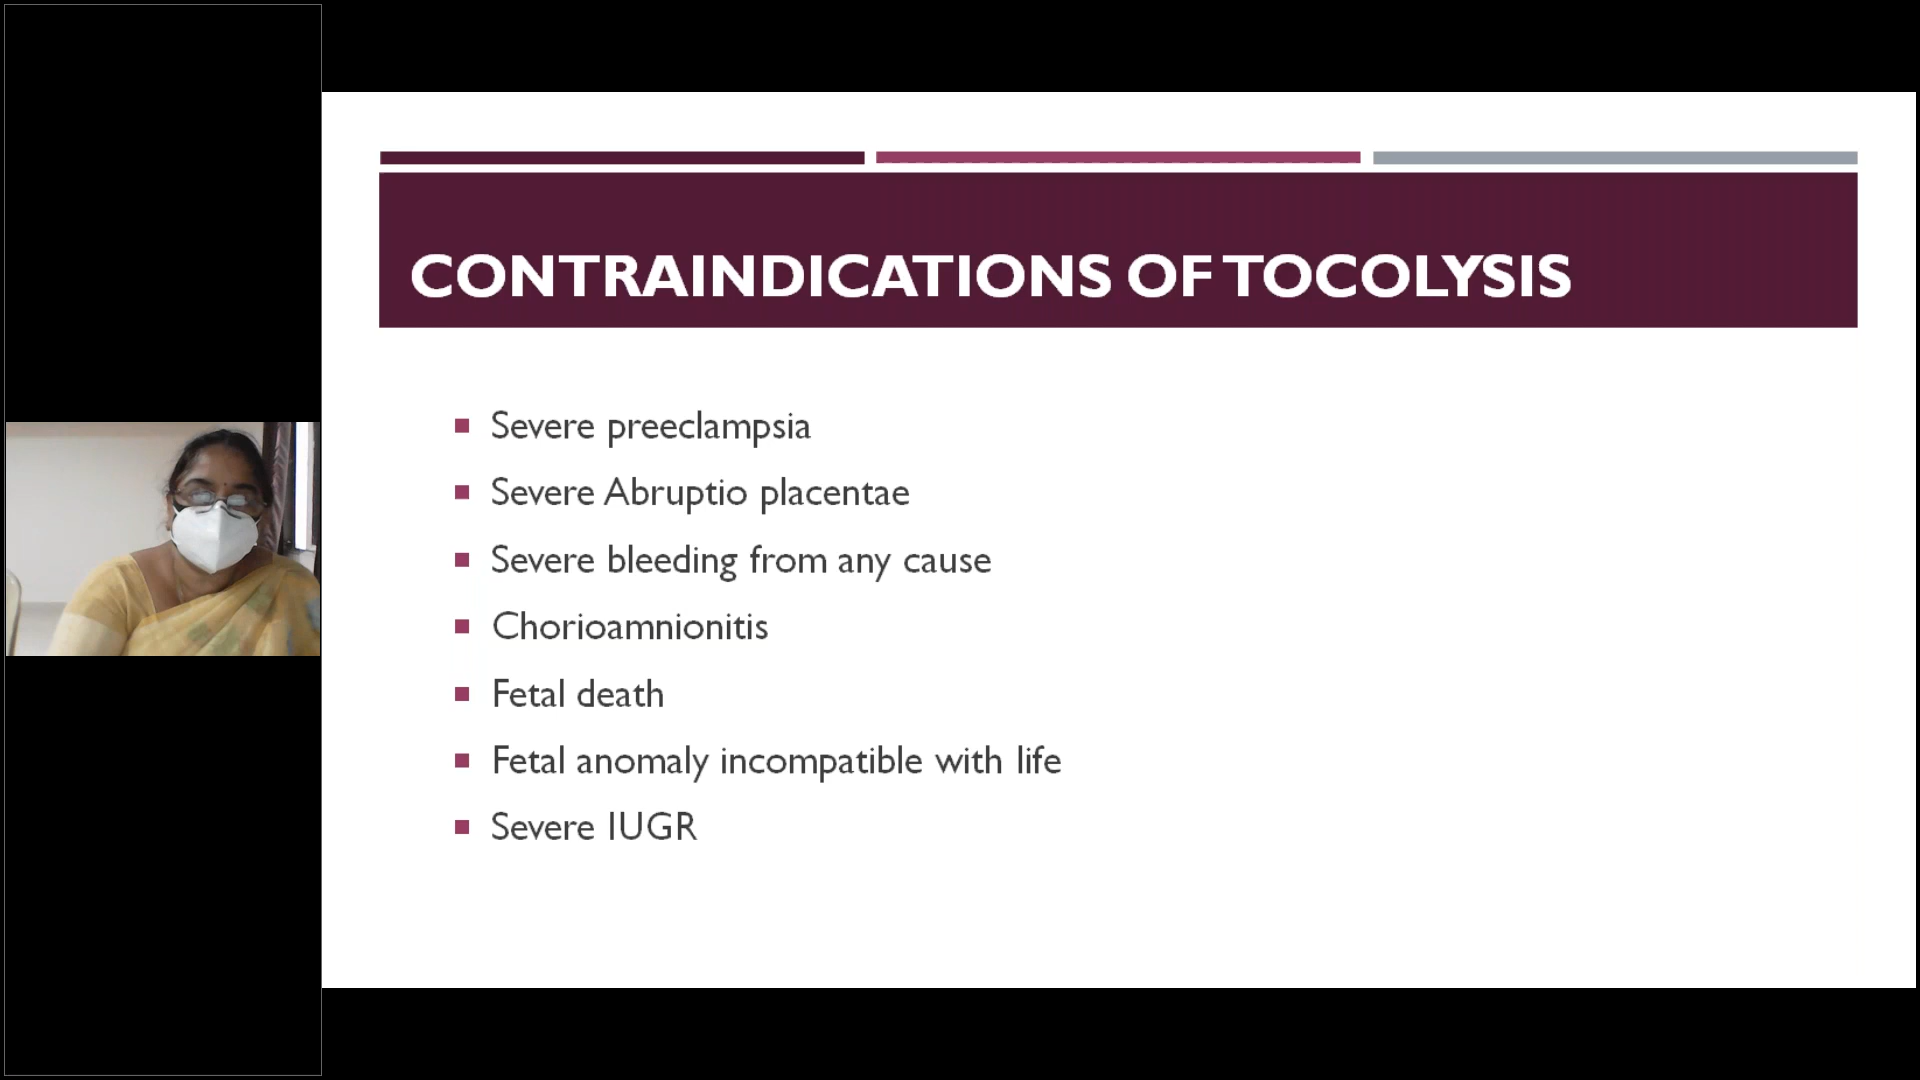 CONTRAINDICATIONS OF TOCOLYSIS
Severe preeclampsia
Severe Abruptio placentae
Severe bleeding from any cause
Chorioamnionitis
Fetal death
Fetal anomaly incompatible with life
Severe IUGR